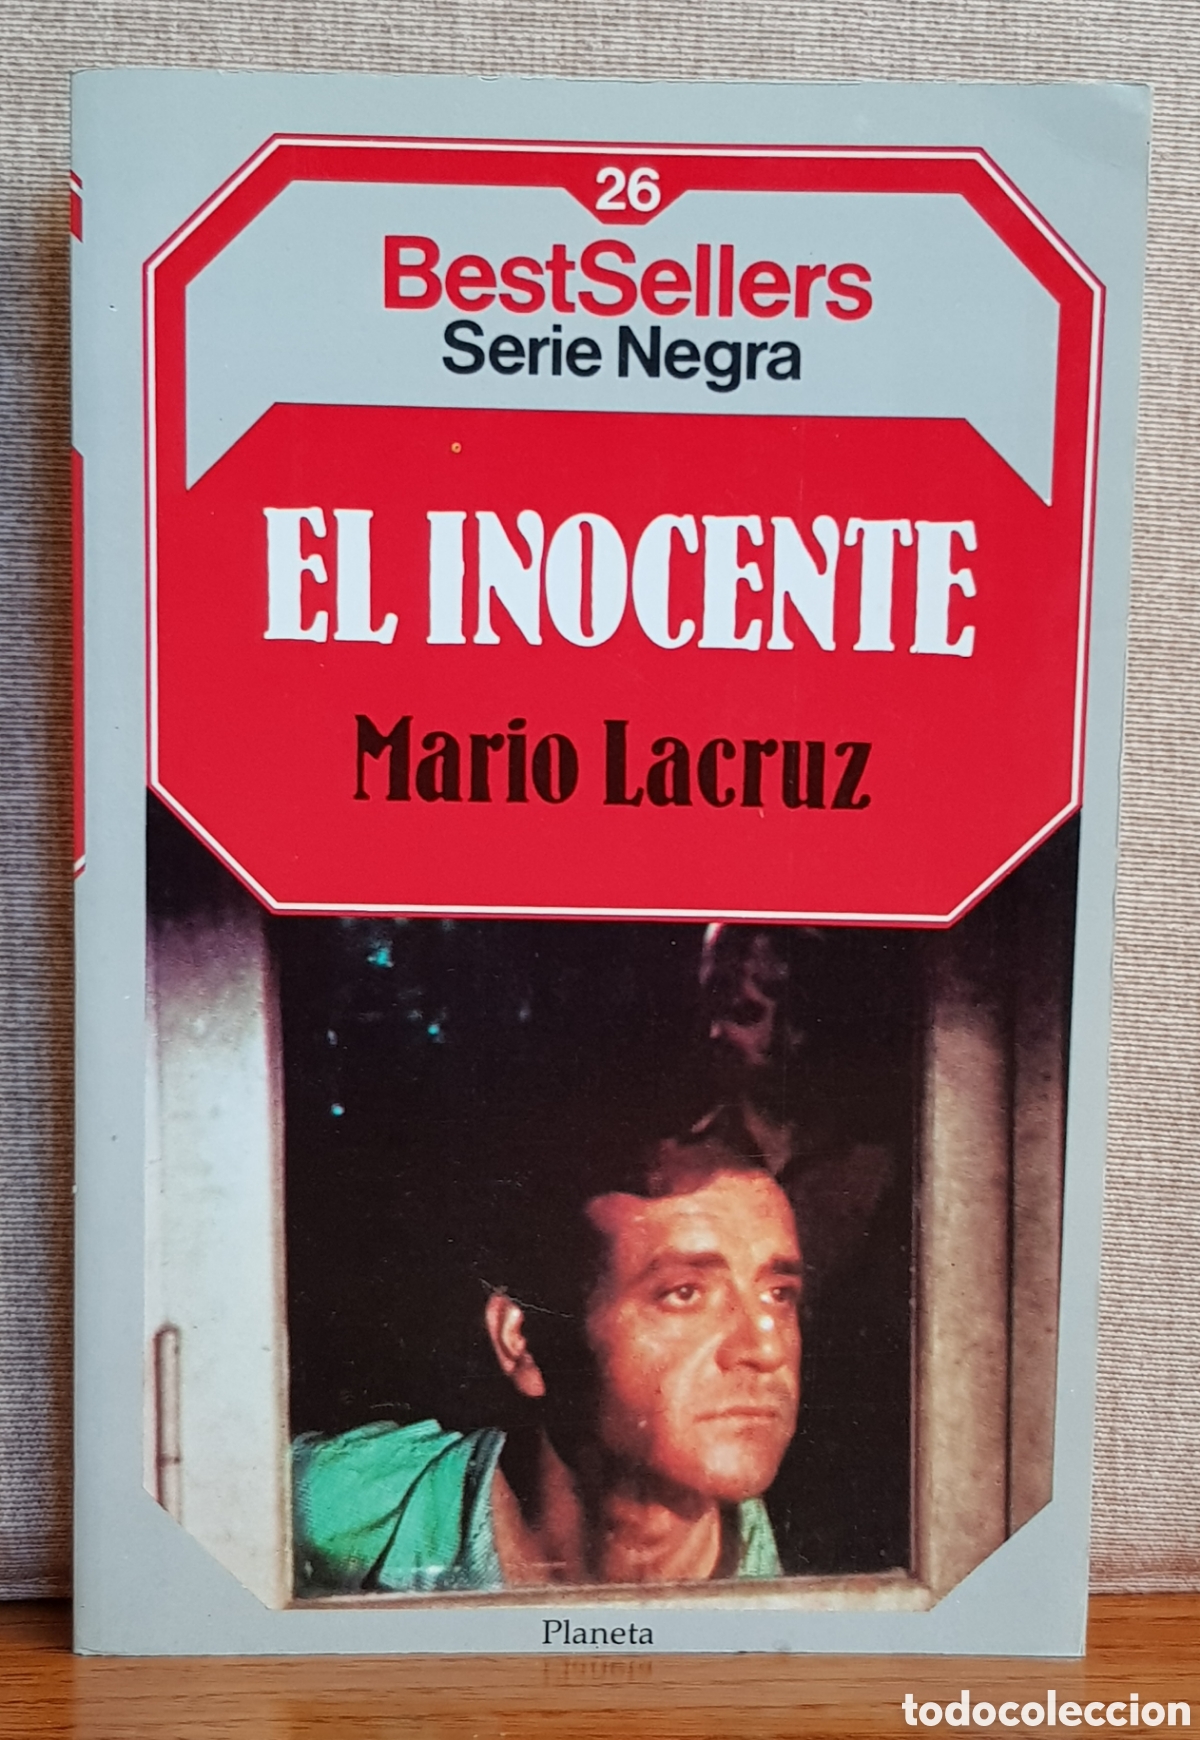 26
BestSellers
Serie Negra
EL INOCENTE
Mario Lacruz
Planeta
todocoleccion